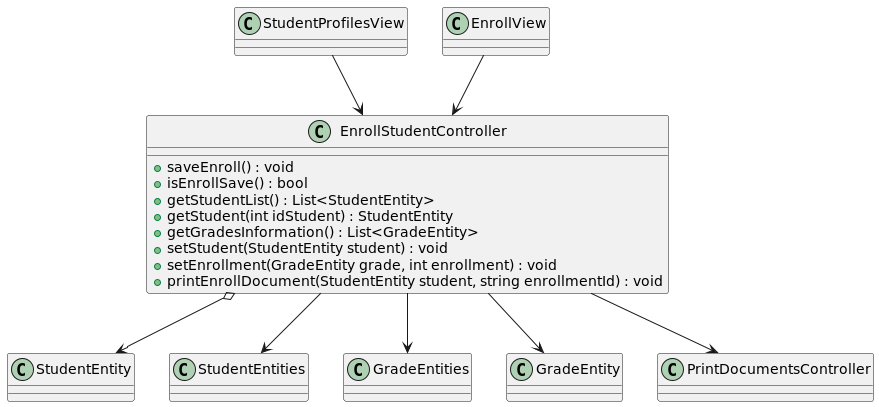 C StudentProfilesView
C EnrollView
C EnrollStudentController
saveEnroll() : void
isEnrollSave() : bool
getStudentList() : List<StudentEntity>
getStudent(int idStudent) : StudentEntity
getGradesInformation() : List<GradeEntity>
setStudent(StudentEntity student) : void
setEnrollment(GradeEntity grade, int enrollment) : void
printEnrollDocument(StudentEntity student, string enrollmentId) : void
C StudentEntity
C StudentEntities
C GradeEntities
C GradeEntity
C PrintDocumentsController